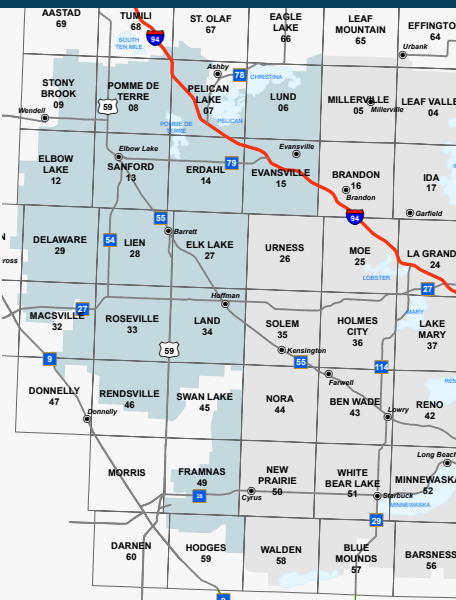 AASTAD
69
TUMILI
68
ST. OLAF
67
EAGLE
LAKE
66
LEAF
MOUNTAIN
65
EFFINGTO
64
SOUTH
TEN MILE
94
Urbank
Ashby
78
CHRISTINA
STONY
BROOK
09
POMME DE
TERRE
08
PELICAN
LAKE
07
LUND
06
MILLERVILLE
05
Millerville
LEAF VALLE
04
59
Wendell
POMME DE
TERRE
PELICAN
Elbow Lake
Evansville
ELBOW
LAKE
12
SANFORD
13
ERDAHL
14
79
EVANSVILLE
15
BRANDON
16
Brandon
IDA
17
55
94
Garfield
Barrett
DELAWARE
29
54
LIEN
28
ELK LAKE
27
URNESS
26
MOE
25
LA GRAND
24
ross
LOBSTER
27
Hoffman
27
MACSVILLE
32
ROSEVILLE
33
LAND
34
SOLEM
35
HOLMES
CITY
36
MARY
LAKE
MARY
37
9
59
Kensington
55
114
Farwell
DONNELLY
47
RENDSVILLE
46
SWAN LAKE
45
NORA
44
BEN WADE
43
RENO
42
REN
Donnelly
Lowry
Long Beach
MORRIS
FRAMNAS
49
NEW
PRAIRIE
50
WHITE
BEAR LAKE
51
MINNEWASKA
52
28
Cyrus
Starbuck
MINNEWASKA
29
DARNEN
60
HODGES
59
WALDEN
58
BLUE
MOUNDS
57
BARSNESS
56